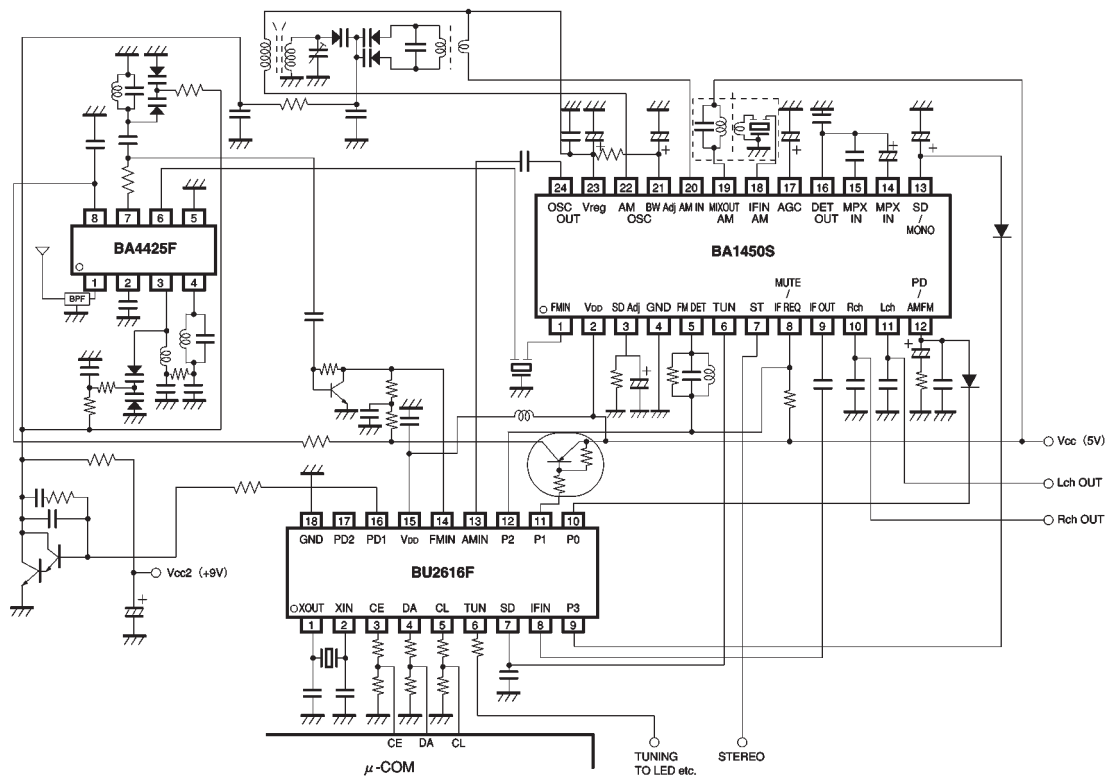 24 23 22 21 20 19 18 17 16 15 14 13
OSC OUT Vreg AM OSC BW Adj AM IN MIXOUT AM IFIN AM AGC DET OUT MPX IN MPX IN SD / MONO
BA1450S
FMIN VDD SD Adj GND FM DET TUN ST MUTE / IF REQ IF OUT Rch Lch PD / AMFM
1 2 3 4 5 6 7 8 9 10 11 12
8 7 6 5
BA4425F
1 2 3 4
BPF
Vcc (5V)
Lch OUT
Rch OUT
Vcc2 (+9V)
18 17 16 15 14 13 12 11 10
GND PD2 PD1 VDD FMIN AMIN P2 P1 P0
BU2616F
XOUT XIN CE DA CL TUN SD IFIN P3
1 2 3 4 5 6 7 8 9
CE DA CL
μ-COM
TUNING
TO LED etc.
STEREO